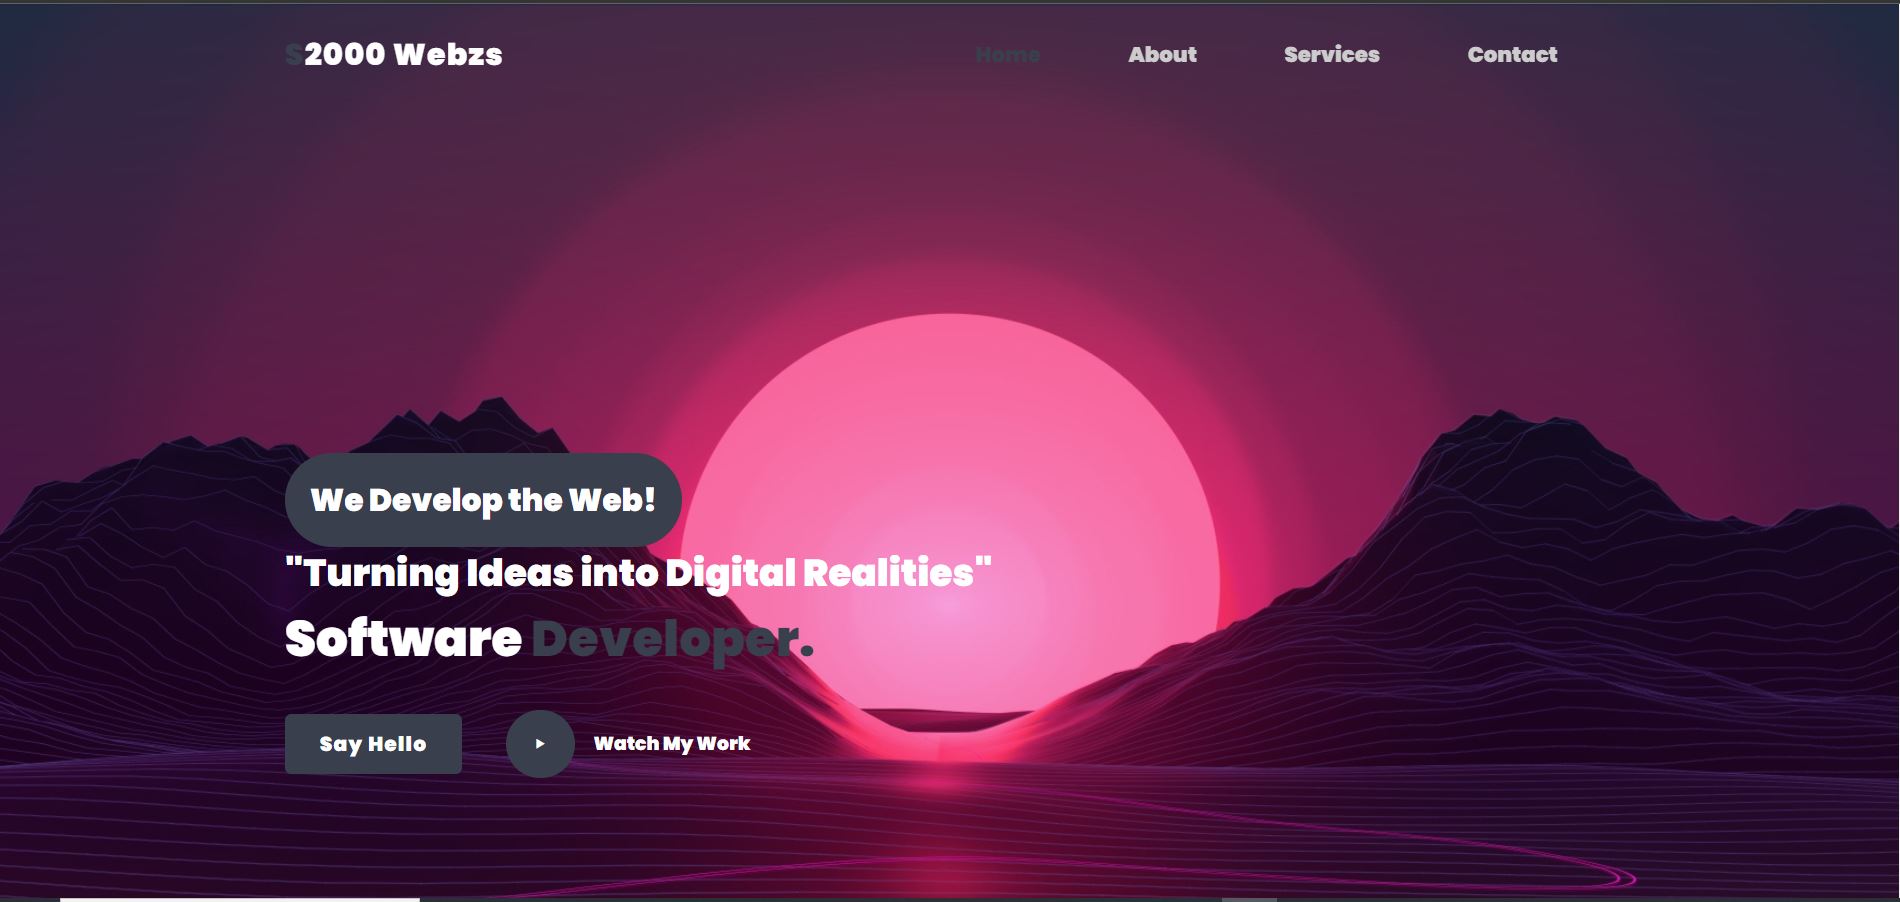 S2000 Webzs
Home About Services Contact
We Develop the Web!
"Turning Ideas into Digital Realities"
Software Developer.
Say Hello
Watch My Work